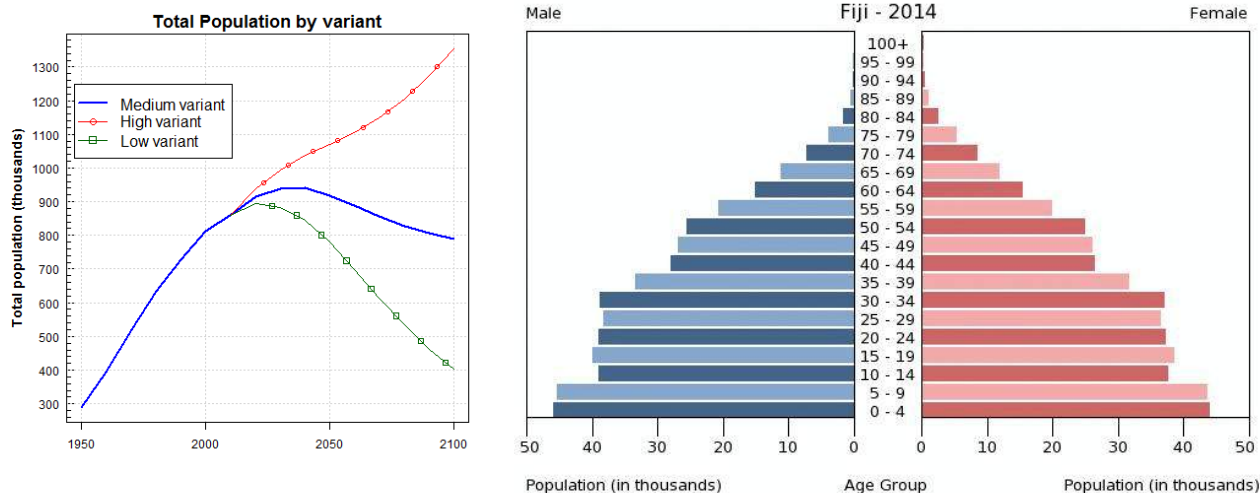 Total Population by variant
Total population (thousands)
1300
1200
1100
1000
900
800
700
600
500
400
300
Medium variant
High variant
Low variant
1950 2000 2050 2100
Male Fiji - 2014 Female
100+
95 - 99
90 - 94
85 - 89
80 - 84
75 - 79
70 - 74
65 - 69
60 - 64
55 - 59
50 - 54
45 - 49
40 - 44
35 - 39
30 - 34
25 - 29
20 - 24
15 - 19
10 - 14
5 - 9
0 - 4
50 40 30 20 10 0 0 10 20 30 40 50
Population (in thousands) Age Group Population (in thousands)